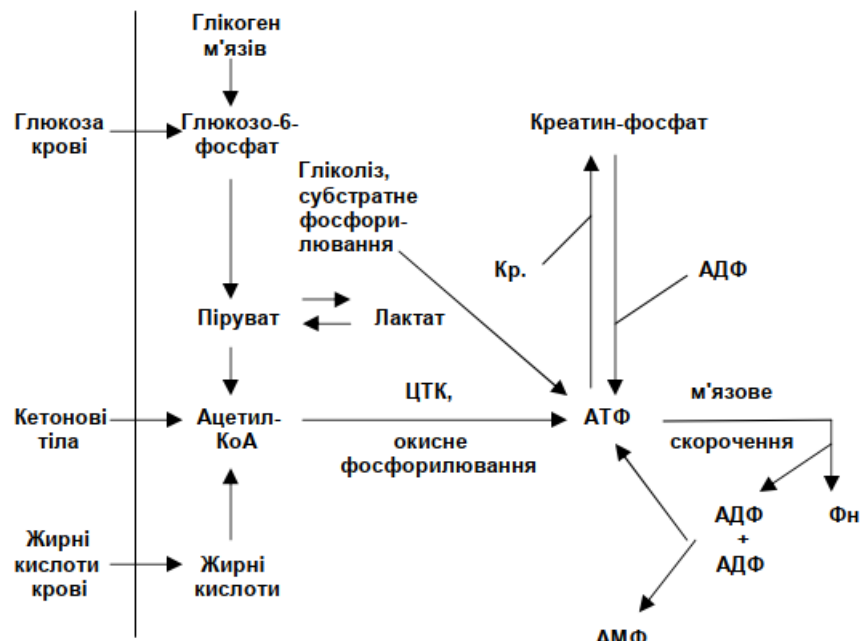 Глікоген
м'язів
Глюкоза
крові
Глюкозо-6-
фосфат
Креатин-фосфат
Гліколіз,
субстратне
фосфори-
лювання
Кр.
АДФ
Піруват
Лактат
Кетонові
тіла
Ацетил-
КоА
ЦТК,
окисне
фосфорилювання
АТФ
м'язове
скорочення
АДФ
+
АДФ
Фн
Жирні
кислоти
крові
Жирні
кислоти
АМФ